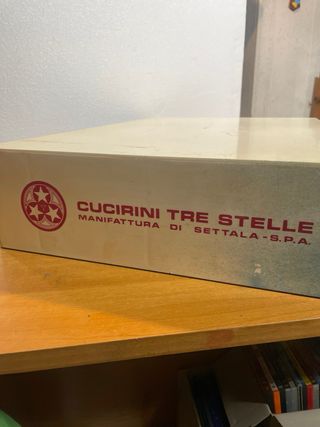 CUCIRINI TRE STELLE
MANIFATTURA DI SETTALA-S.P.A.